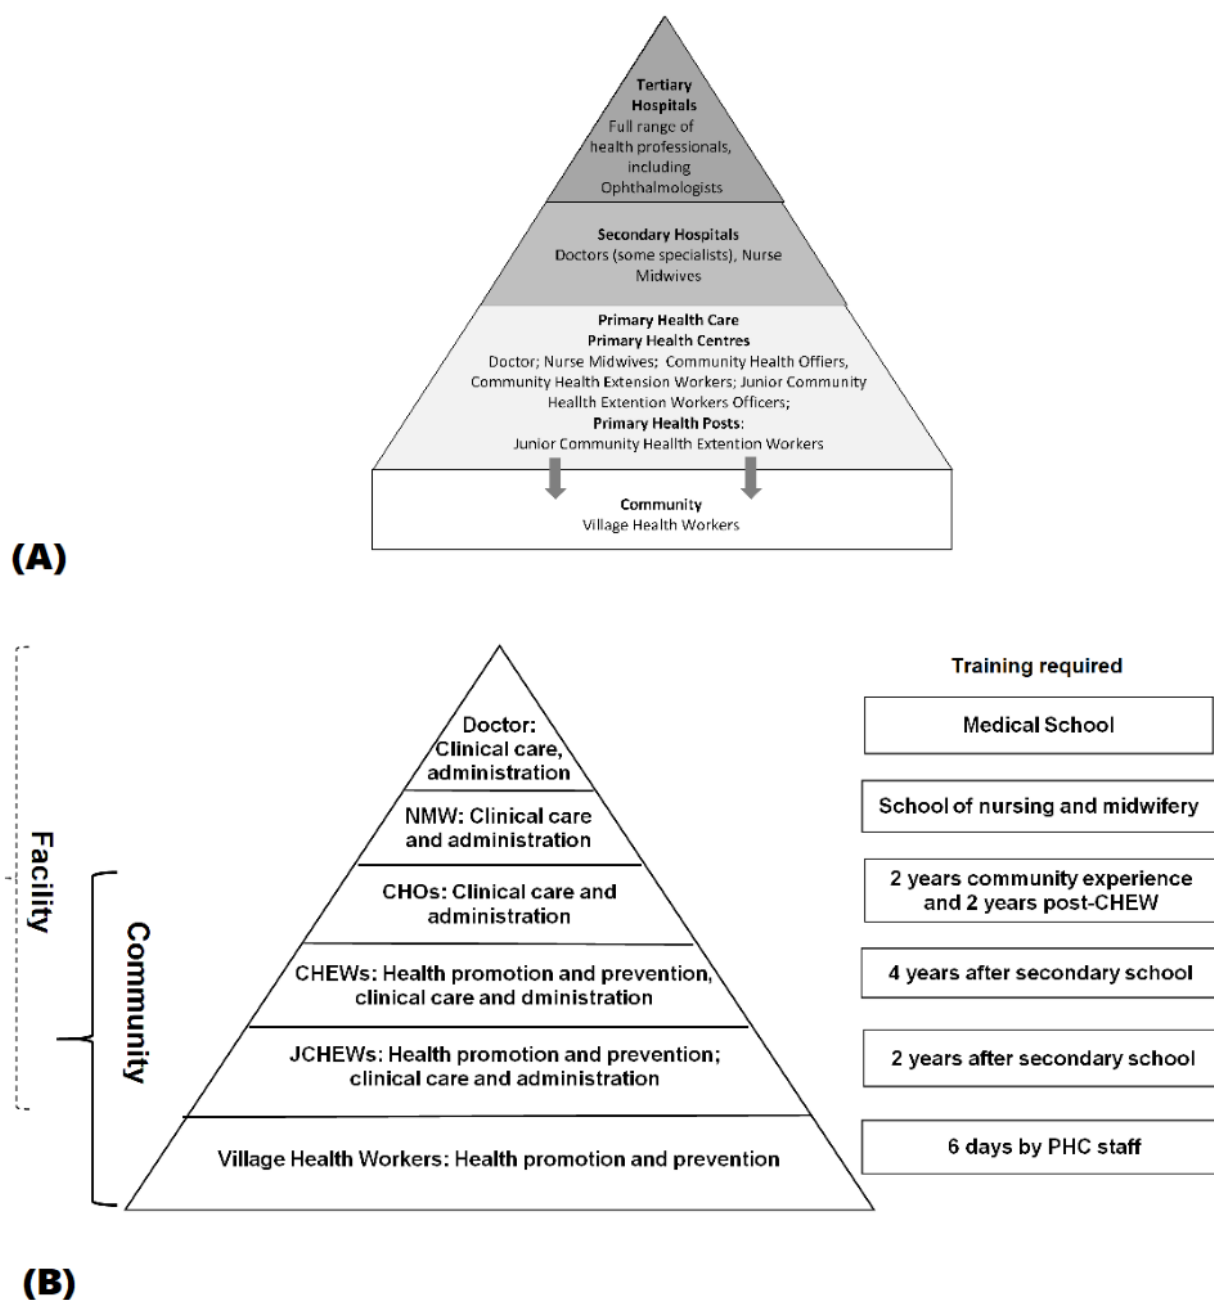 Tertiary
Hospitals
Full range of
health professionals,
including
Ophthalmologists
Secondary Hospitals
Doctors (some specialists), Nurse
Midwives
Primary Health Care
Primary Health Centres
Doctor; Nurse Midwives; Community Health Offiers,
Community Health Extension Workers; Junior Community
Heallth Extention Workers Officers;
Primary Health Posts:
Junior Community Heallth Extention Workers
Community
Village Health Workers
(A)
Training required
Doctor:
Clinical care,
administration
Medical School
NMW: Clinical care
and administration
School of nursing and midwifery
CHOs: Clinical care and
administration
2 years community experience
and 2 years post-CHEW
CHEWs: Health promotion and prevention,
clinical care and dministration
4 years after secondary school
JCHEWs: Health promotion and prevention;
clinical care and administration
2 years after secondary school
Village Health Workers: Health promotion and prevention
6 days by PHC staff
Facility
Community
(B)